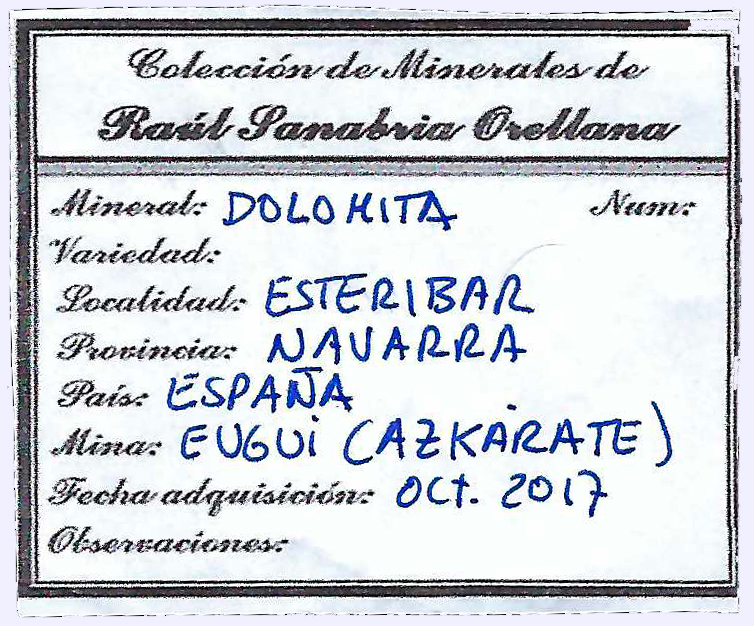 Colección de Minerales de
Raúl Sanabria Orellana
Mineral: DOLOMITA Num:
Variedad:
Localidad: ESTERIBAR
Provincia: NAVARRA
País: ESPAÑA
Mina: EUGUI (AZKÁRATE)
Fecha adquisición: OCT. 2017
Observaciones: